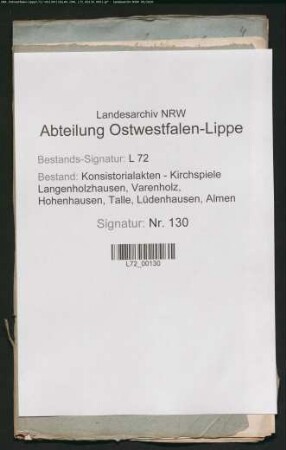 Landesarchiv NRW
Abteilung Ostwestfalen-Lippe
Bestands-Signatur: L 72
Bestand: Konsistorialakten - Kirchspiele
Langenholzhausen, Varenholz,
Hohenhausen, Talle, Lüdenhausen, Almen
Signatur: Nr. 130
L72_00130